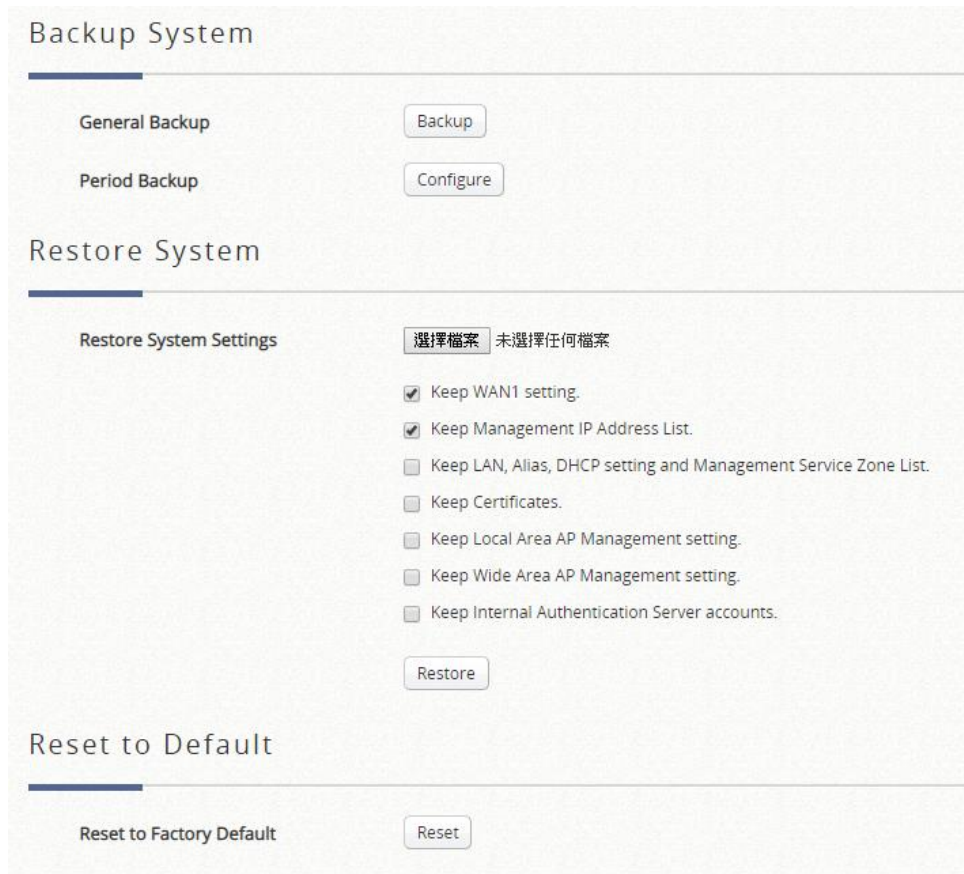 Backup System
General Backup Backup
Period Backup Configure
Restore System
Restore System Settings 選擇檔案 未選擇任何檔案
Keep WAN1 setting.
Keep Management IP Address List.
Keep LAN, Alias, DHCP setting and Management Service Zone List.
Keep Certificates.
Keep Local Area AP Management setting.
Keep Wide Area AP Management setting.
Keep Internal Authentication Server accounts.
Restore
Reset to Default
Reset to Factory Default Reset